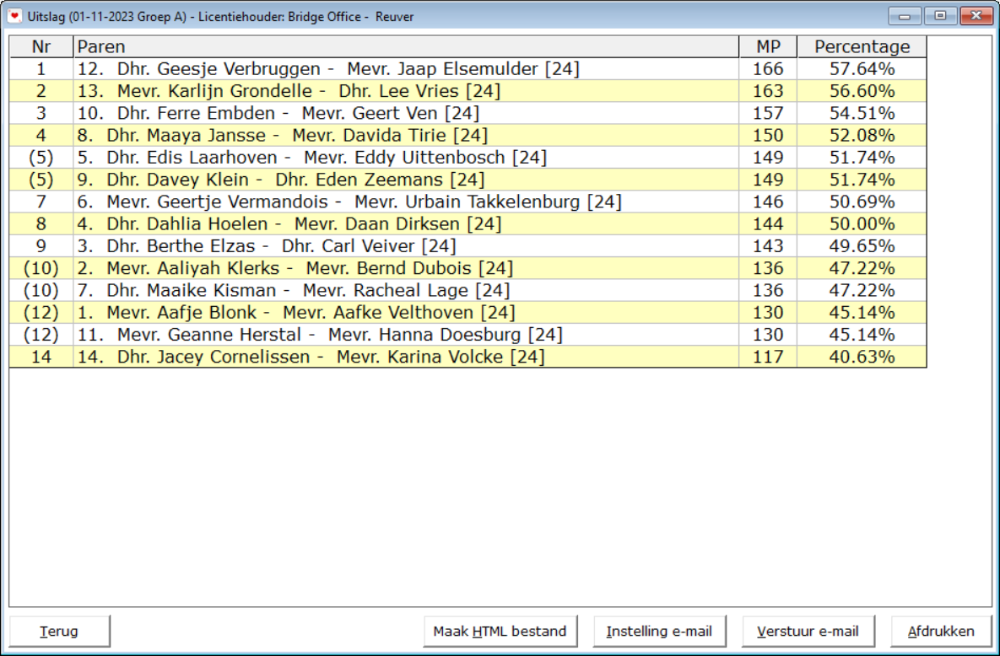 Uitslag (01-11-2023 Groep A) - Licentiehouder: Bridge Office - Reuver
Nr Paren MP Percentage
1 12. Dhr. Geesje Verbruggen - Mevr. Jaap Elsemulder [24] 166 57.64%
2 13. Mevr. Karlijn Grondelle - Dhr. Lee Vries [24] 163 56.60%
3 10. Dhr. Ferre Embden - Mevr. Geert Ven [24] 157 54.51%
4 8. Dhr. Maaya Jansse - Mevr. Davida Tirie [24] 150 52.08%
(5) 5. Dhr. Edis Laarhoven - Mevr. Eddy Uittenbosch [24] 149 51.74%
(5) 9. Dhr. Davey Klein - Dhr. Eden Zeemans [24] 149 51.74%
7 6. Mevr. Geertje Vermandois - Mevr. Urbain Takkelenburg [24] 146 50.69%
8 4. Dhr. Dahlia Hoelen - Mevr. Daan Dirksen [24] 144 50.00%
9 3. Dhr. Berthe Elzas - Dhr. Carl Veiver [24] 143 49.65%
(10) 2. Mevr. Aaliyah Klerks - Mevr. Bernd Dubois [24] 136 47.22%
(10) 7. Dhr. Maaike Kisman - Mevr. Racheal Lage [24] 136 47.22%
(12) 1. Mevr. Aafje Blonk - Mevr. Aafke Velthoven [24] 130 45.14%
(12) 11. Mevr. Geanne Herstal - Mevr. Hanna Doesburg [24] 130 45.14%
14 14. Dhr. Jacey Cornelissen - Mevr. Karina Volcke [24] 117 40.63%
Terug Maak HTML bestand Instelling e-mail Verstuur e-mail Afdrukken